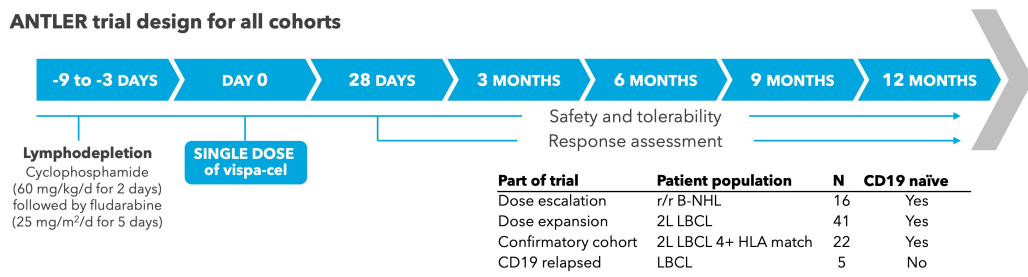 ANTLER trial design for all cohorts
-9 to -3 DAYS DAY 0 28 DAYS 3 MONTHS 6 MONTHS 9 MONTHS 12 MONTHS
Safety and tolerability
Response assessment
Lymphodepletion
Cyclophosphamide
(60 mg/kg/d for 2 days)
followed by fludarabine
(25 mg/m²/d for 5 days)
SINGLE DOSE
of vispa-cel
Part of trial Patient population N CD19 naïve
Dose escalation r/r B-NHL 16 Yes
Dose expansion 2L LBCL 41 Yes
Confirmatory cohort 2L LBCL 4+ HLA match 22 Yes
CD19 relapsed LBCL 5 No